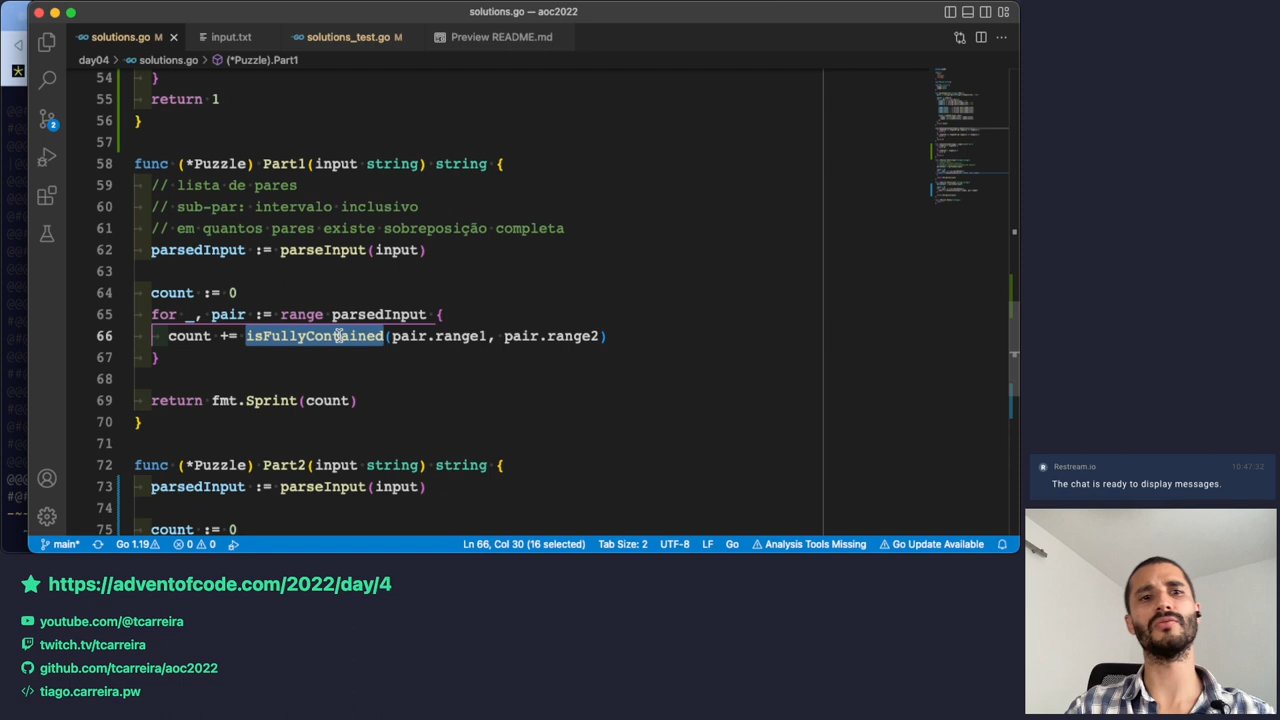 solutions.go — aoc2022
solutions.go M
input.txt
solutions_test.go M
Preview README.md
day04 > solutions.go > (*Puzzle).Part1
54 }
55 return 1
56 }
57
58 func (*Puzzle) Part1(input string) string {
59 // lista de pares
60 // sub-par: intervalo inclusivo
61 // em quantos pares existe sobreposição completa
62 parsedInput := parseInput(input)
63
64 count := 0
65 for _, pair := range parsedInput {
66 count += isFullyContained(pair.range1, pair.range2)
67 }
68
69 return fmt.Sprint(count)
70 }
71
72 func (*Puzzle) Part2(input string) string {
73 parsedInput := parseInput(input)
74
75 count := 0
2
main*
Go 1.19
0
0
Ln 66, Col 30 (16 selected)
Tab Size: 2
UTF-8
LF
Go
Analysis Tools Missing
Go Update Available
Restream.io 10:47:32
The chat is ready to display messages.
https://adventofcode.com/2022/day/4
youtube.com/@tcarreira
twitch.tv/tcarreira
github.com/tcarreira/aoc2022
tiago.carreira.pw